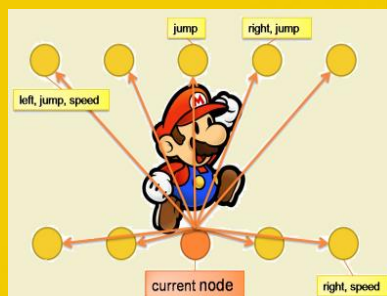 jump
right, jump
left, jump, speed
M
current node
right, speed